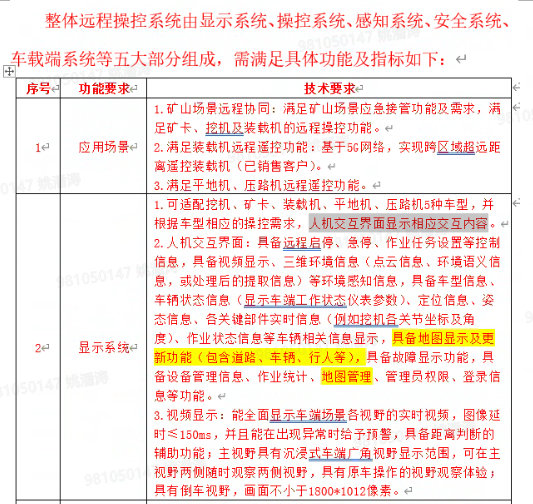 整体远程操控系统由显示系统、操控系统、感知系统、安全系统、
车载端系统等五大部分组成，需满足具体功能及指标如下：
序号 功能要求 技术要求
1 应用场景
1.矿山场景远程协同：满足矿山场景应急接管功能及需求，满
足矿卡、挖机及装载机的远程操控功能。
2.满足装载机远程遥控功能：基于5G网络，实现跨区域超远距
离遥控装载机（已销售客户）。
3.满足平地机、压路机远程遥控功能。
2 显示系统
1.可适配挖机、矿卡、装载机、平地机、压路机5种车型，并
根据车型相应的操控需求，人机交互界面显示相应交互内容。
2.人机交互界面：具备远程启停、急停、作业任务设置等控制
信息，具备视频显示、三维环境信息（点云信息、环境语义信
息，或处理后的提取信息）等环境感知信息，具备车型信息、
车辆状态信息（显示车端工作状态仪表参数）、定位信息、姿
态信息、各关键部件实时信息（例如挖机各关节坐标及角
度）、作业状态信息等车辆相关信息显示，具备地图显示及更
新功能（包含道路、车辆、行人等），具备故障显示功能，具
备设备管理信息、作业统计、地图管理、管理员权限、登录信
息等功能。
3.视频显示：能全面显示车端场景各视野的实时视频，图像延
时≤150ms，并且能在出现异常时给予预警，具备距离判断的
辅助功能；主视野具有沉浸式车端广角视野显示范围，可在主
视野两侧随时观察两侧视野，具有原车操作的视野观察体验；
具有倒车视野，画面不小于1800*1012像素。